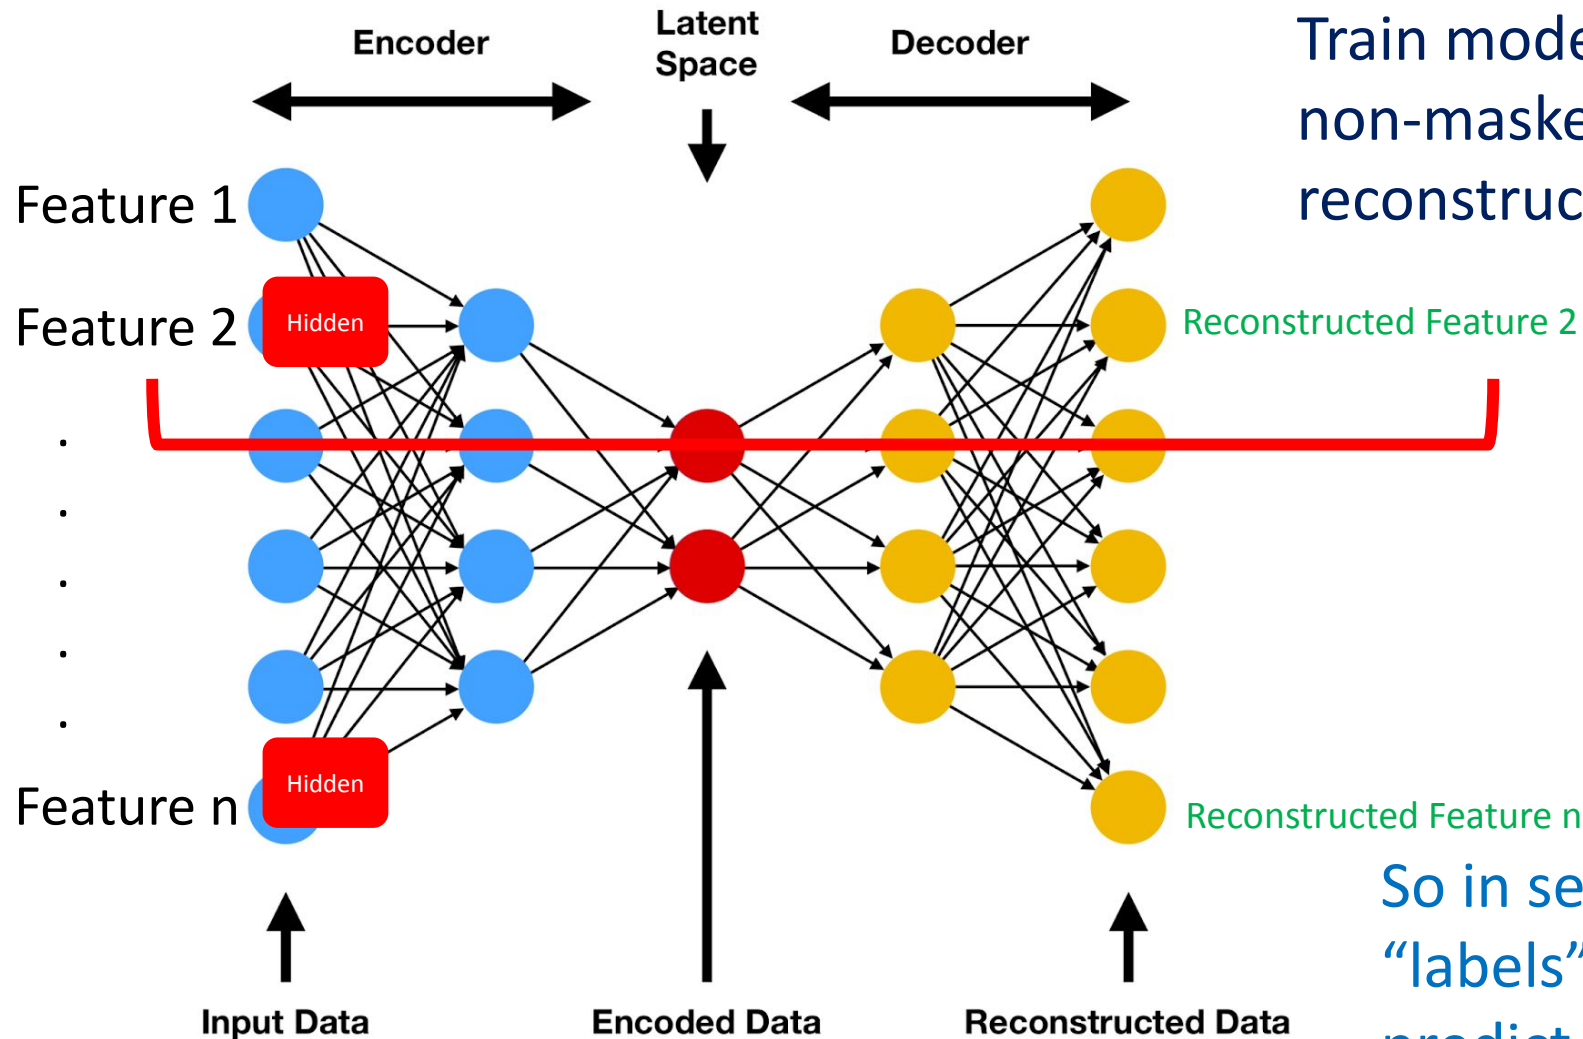 Encoder
Latent
Space
Decoder
Train mode
non-maske
reconstruc
Feature 1
Feature 2
Hidden
Reconstructed Feature 2
.
.
.
.
.
Feature n
Hidden
Reconstructed Feature n
So in se
“labels”
predict
Input Data
Encoded Data
Reconstructed Data